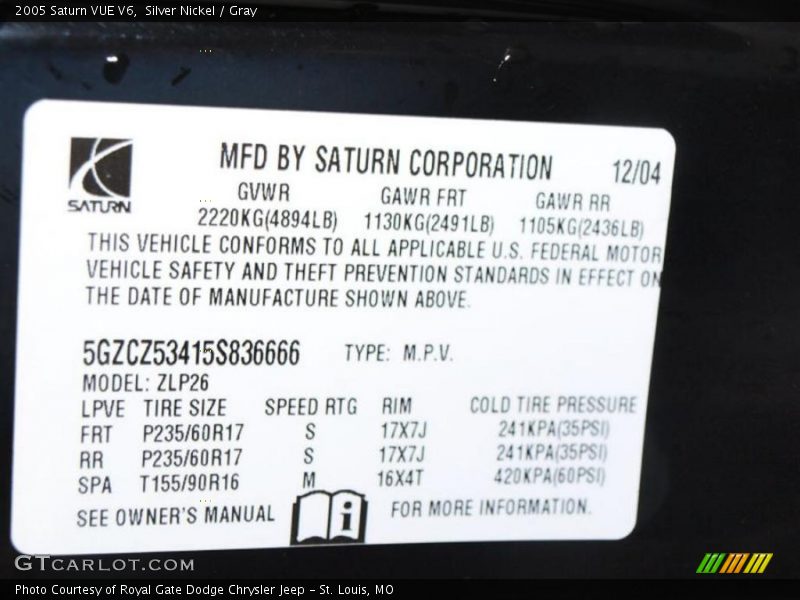 2005 Saturn VUE V6,  Silver Nickel / Gray
MFD BY SATURN CORPORATION 12/04
SATURN
GVWR GAWR FRT GAWR RR
2220KG(4894LB) 1130KG(2491LB) 1105KG(2436LB)
THIS VEHICLE CONFORMS TO ALL APPLICABLE U.S. FEDERAL MOTOR
VEHICLE SAFETY AND THEFT PREVENTION STANDARDS IN EFFECT ON
THE DATE OF MANUFACTURE SHOWN ABOVE.
5GZCZ53415S836666 TYPE: M.P.V.
MODEL: ZLP26
LPVE TIRE SIZE SPEED RTG RIM COLD TIRE PRESSURE
FRT P235/60R17 S 17X7J 241KPA(35PSI)
RR P235/60R17 S 17X7J 241KPA(35PSI)
SPA T155/90R16 M 16X4T 420KPA(60PSI)
SEE OWNER'S MANUAL i FOR MORE INFORMATION.
GTCARLOT.COM
Photo Courtesy of Royal Gate Dodge Chrysler Jeep – St. Louis, MO